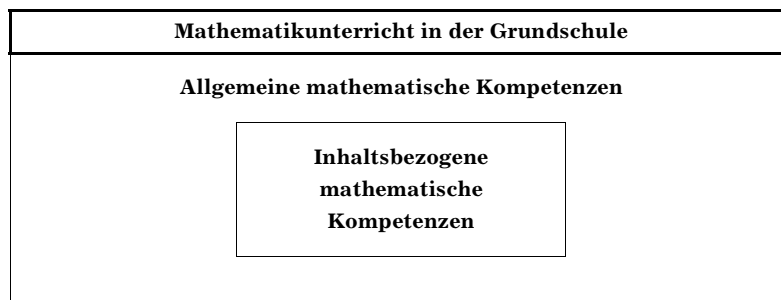 Mathematikunterricht in der Grundschule
Allgemeine mathematische Kompetenzen
Inhaltsbezogene
mathematische
Kompetenzen